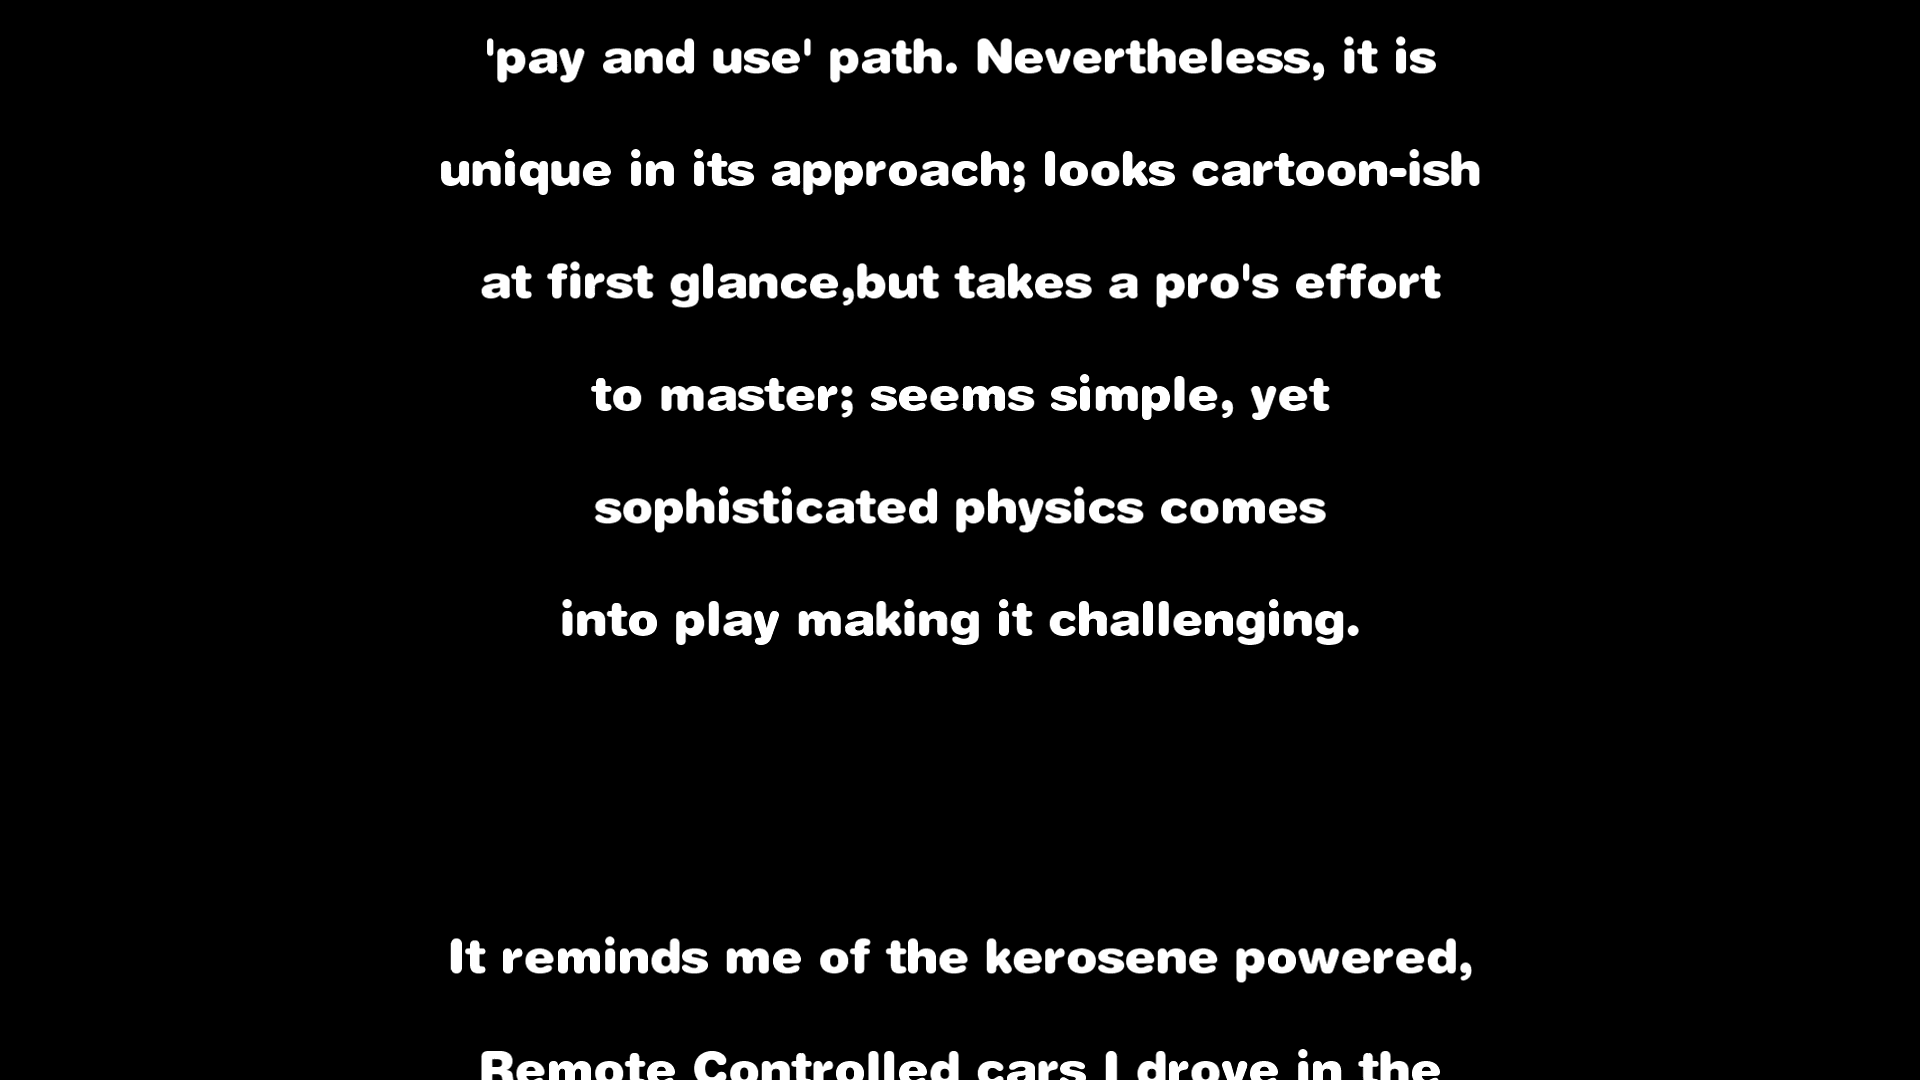 'pay and use' path. Nevertheless, it is
unique in its approach; looks cartoon-ish
at first glance,but takes a pro's effort
to master; seems simple, yet
sophisticated physics comes
into play making it challenging.
It reminds me of the kerosene powered,
Remote Controlled cars I drove in the